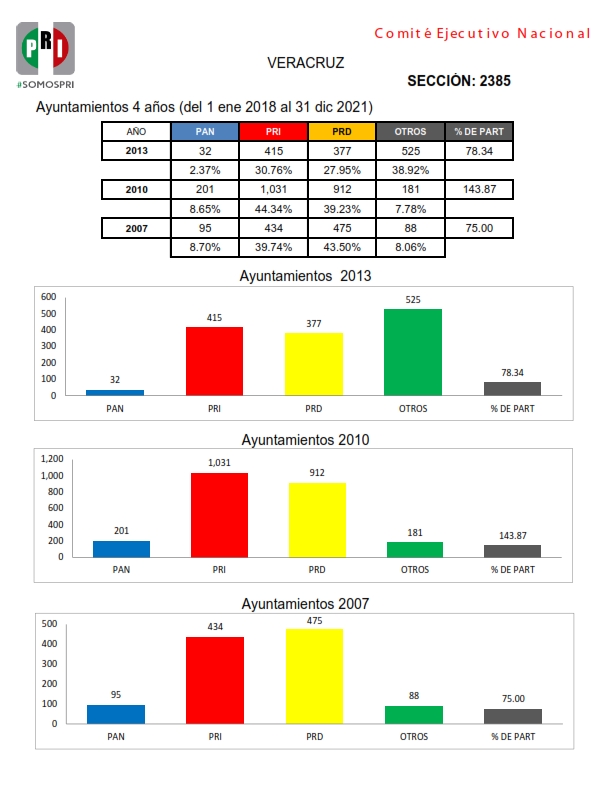 Comité Ejecutivo Nacional
PRI
#SOMOSPRI
VERACRUZ
SECCIÓN: 2385
Ayuntamientos 4 años (del 1 ene 2018 al 31 dic 2021)
AÑO PAN PRI PRD OTROS % DE PART
2013 32 415 377 525 78.34
2.37% 30.76% 27.95% 38.92%
2010 201 1,031 912 181 143.87
8.65% 44.34% 39.23% 7.78%
2007 95 434 475 88 75.00
8.70% 39.74% 43.50% 8.06%
Ayuntamientos 2013
600
500
400
300
200
100
0
32 415 377 525 78.34
PAN PRI PRD OTROS % DE PART
Ayuntamientos 2010
1,200
1,000
800
600
400
200
0
201 1,031 912 181 143.87
PAN PRI PRD OTROS % DE PART
Ayuntamientos 2007
500
400
300
200
100
0
95 434 475 88 75.00
PAN PRI PRD OTROS % DE PART